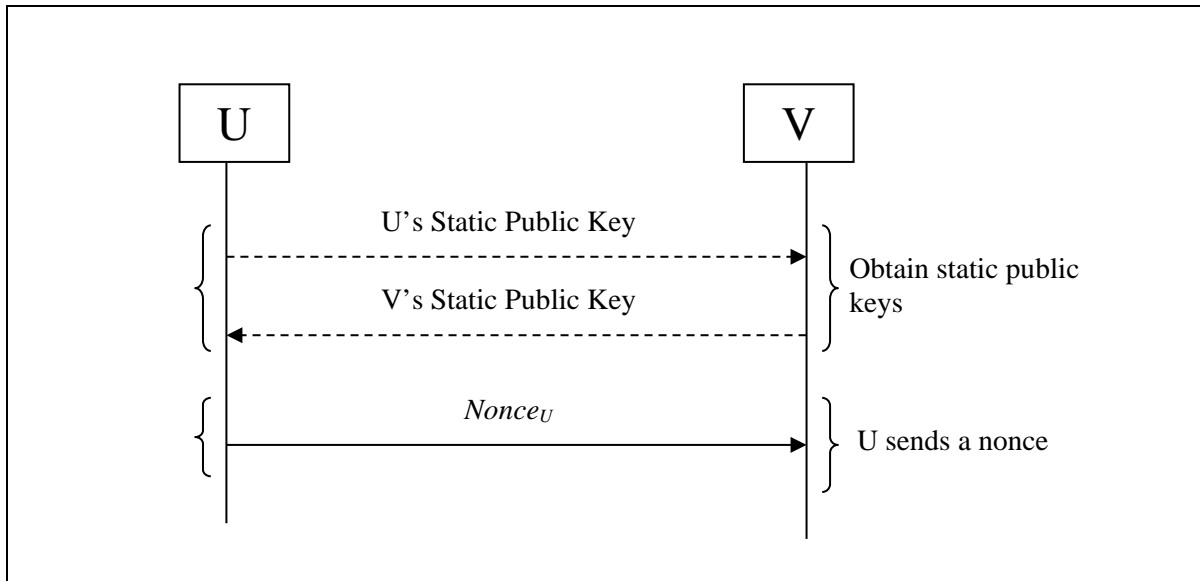 U
V
U’s Static Public Key
V’s Static Public Key
Obtain static public
keys
NonceU
U sends a nonce